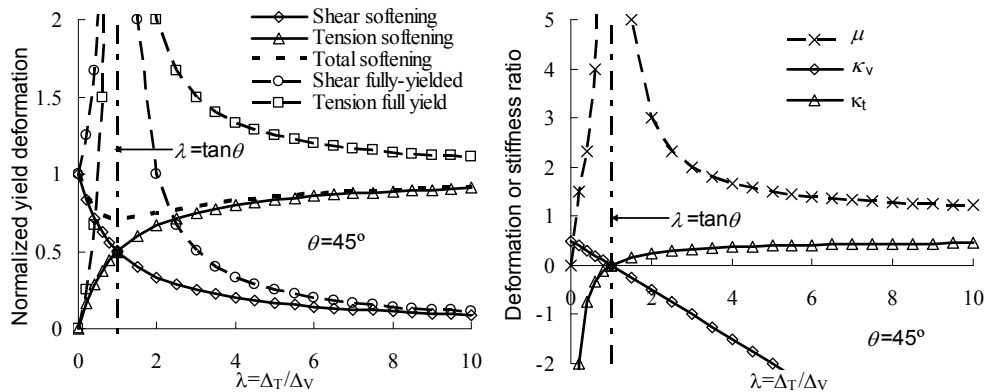 Normalized yield deformation
2
1.5
1
0.5
0
0 2 4 6 8 10
λ=ΔT/ΔV
Shear softening
Tension softening
Total softening
Shear fully-yielded
Tension full yield
λ=tanθ
θ=45º
Deformation or stiffness ratio
5
4
3
2
1
0
-1
-2
0 2 4 6 8 10
λ=ΔT/ΔV
μ
κv
κt
λ=tanθ
θ=45º